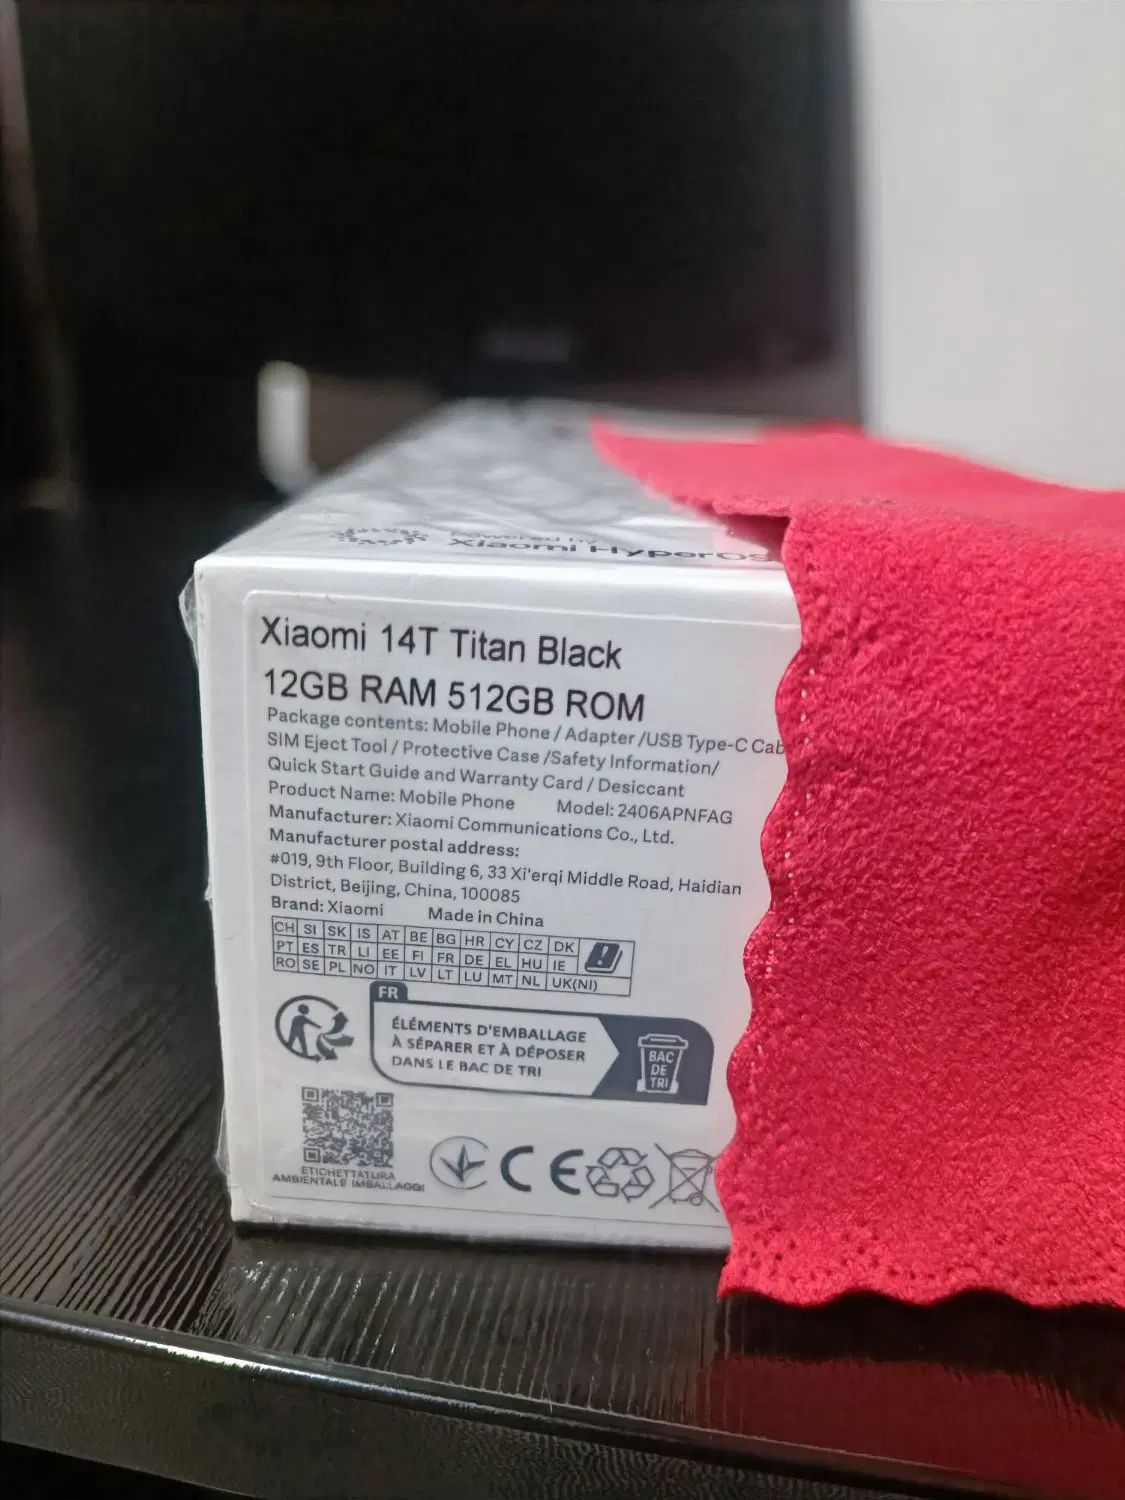 Powered by
Xiaomi HyperOS
Xiaomi 14T Titan Black
12GB RAM 512GB ROM
Package contents: Mobile Phone / Adapter /USB Type-C Cab
SIM Eject Tool / Protective Case /Safety Information/
Quick Start Guide and Warranty Card / Desiccant
Product Name: Mobile Phone Model: 2406APNFAG
Manufacturer: Xiaomi Communications Co., Ltd.
Manufacturer postal address:
#019, 9th Floor, Building 6, 33 Xi'erqi Middle Road, Haidian
District, Beijing, China, 100085
Brand: Xiaomi Made in China
CH SI SK IS AT BE BG HR CY CZ DK
PT ES TR LI EE FI FR DE EL HU IE
RO SE PL NO IT LV LT LU MT NL UK(NI)
FR
ÉLÉMENTS D'EMBALLAGE
À SÉPARER ET À DÉPOSER
DANS LE BAC DE TRI
BAC
DE
TRI
ETICHETTATURA
AMBIENTALE IMBALLAGGI
CE